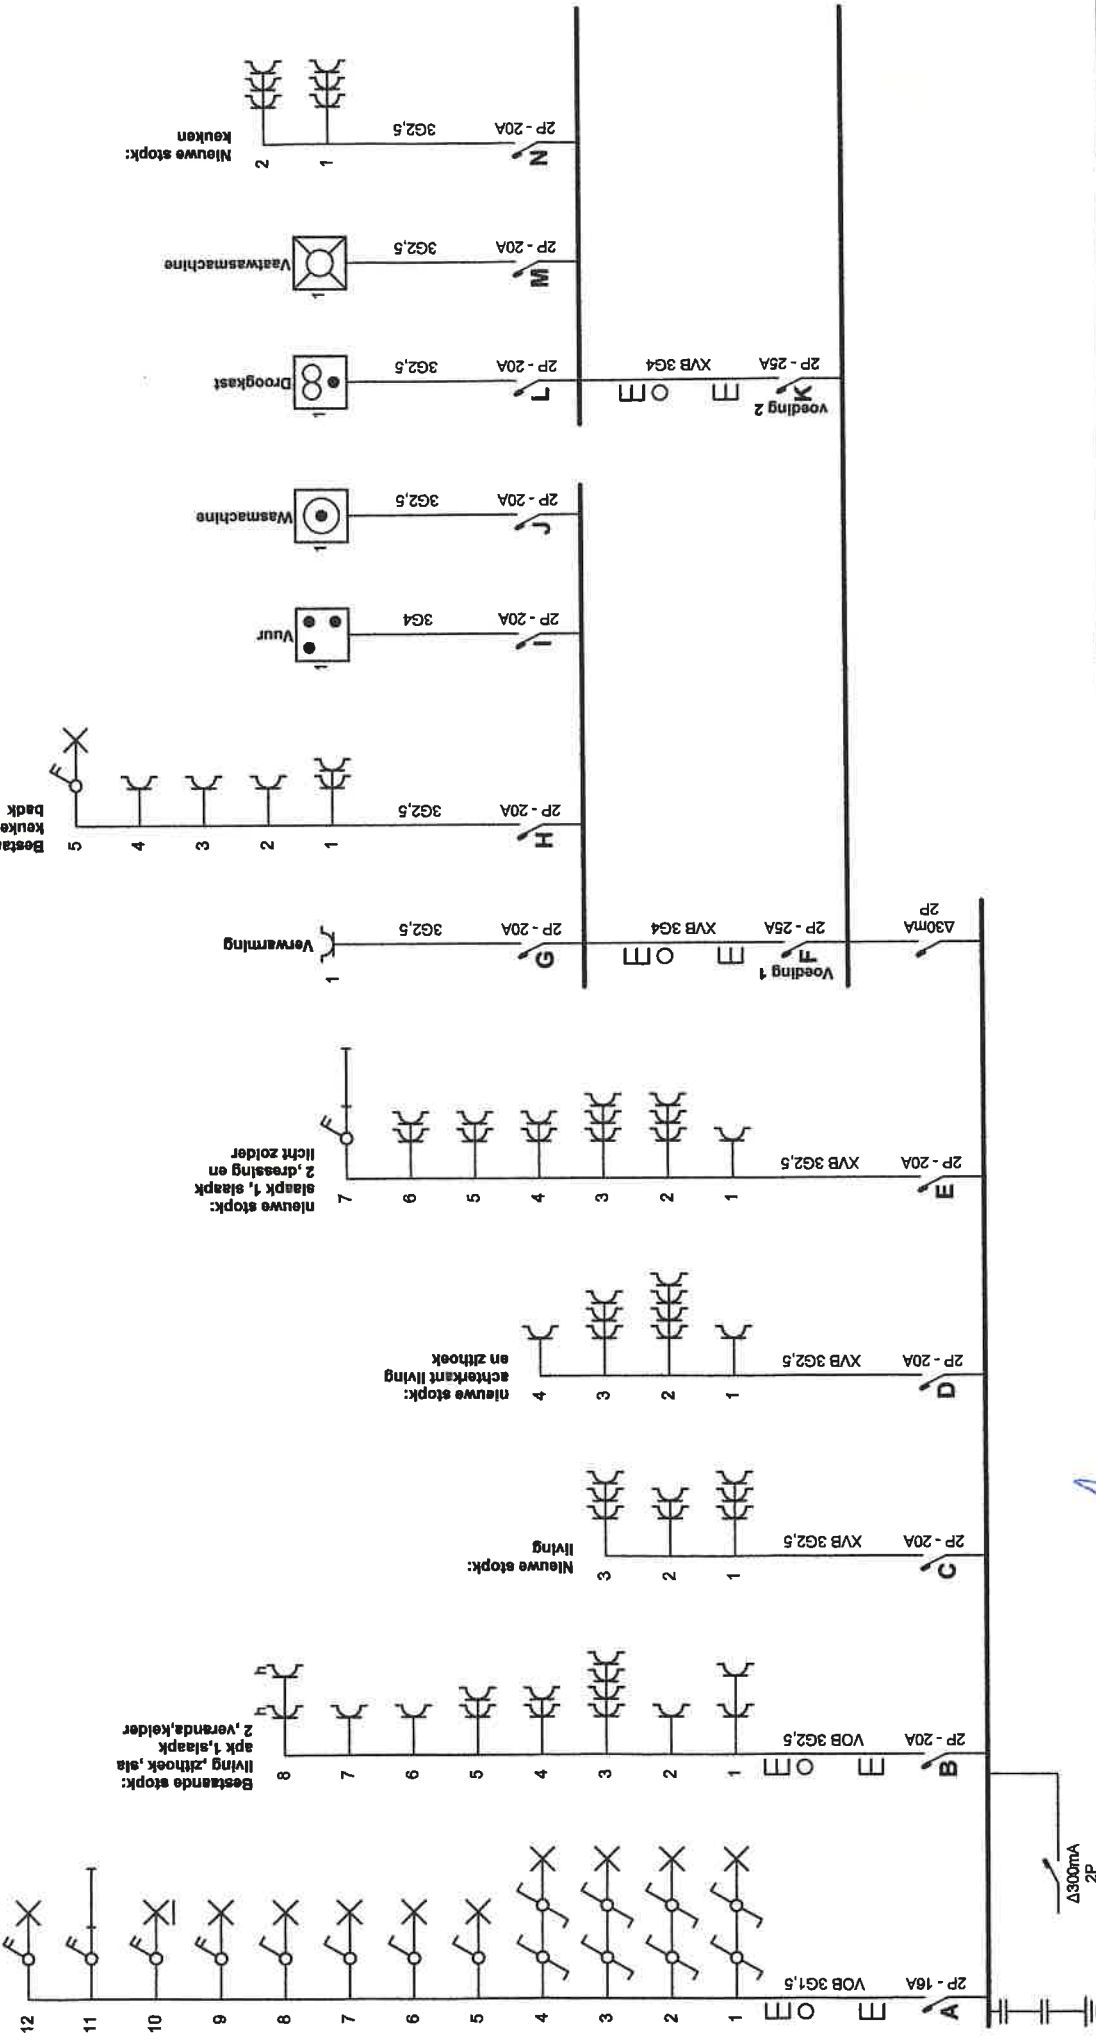 12
11
10
9
8
7
6
5
4
3
2
1
VOB 3G1,5
2P - 16A
A
Δ300mA
2P
Bestaande stopk:
living ,zithoek ,sla
apk 1,slaapk
2 ,veranda,kelder
8
h
h
7
6
5
4
3
2
1
VOB 3G2,5
2P - 20A
B
Nieuwe stopk:
living
3
2
1
XVB 3G2,5
2P - 20A
C
nieuwe stopk:
achterkant living
en zithoek
4
3
2
1
XVB 3G2,5
2P - 20A
D
nieuwe stopk:
slaapk 1, slaapk
2 ,dressing en
licht zolder
7
6
5
4
3
2
1
XVB 3G2,5
2P - 20A
E
Δ30mA
2P
Voeding 1
F
2P - 25A
XVB 3G4
Verwarming
1
3G2,5
2P - 20A
G
Bestaa
keuke
badk
5
4
3
2
1
3G2,5
2P - 20A
H
Vuur
1
3G4
2P - 20A
I
Wasmachine
1
3G2,5
2P - 20A
J
voeding 2
K
2P - 25A
XVB 3G4
Droogkast
1
3G2,5
2P - 20A
L
Vaatwasmachine
1
3G2,5
2P - 20A
M
Nieuwe stopk:
keuken
2
1
3G2,5
2P - 20A
N